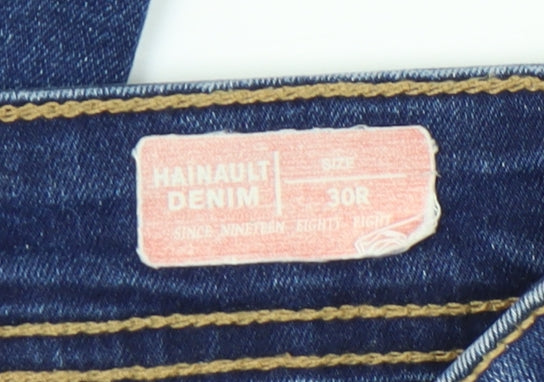 HAINAULT
DENIM
SIZE
30R
SINCE NINETEEN EIGHTY EIGHT